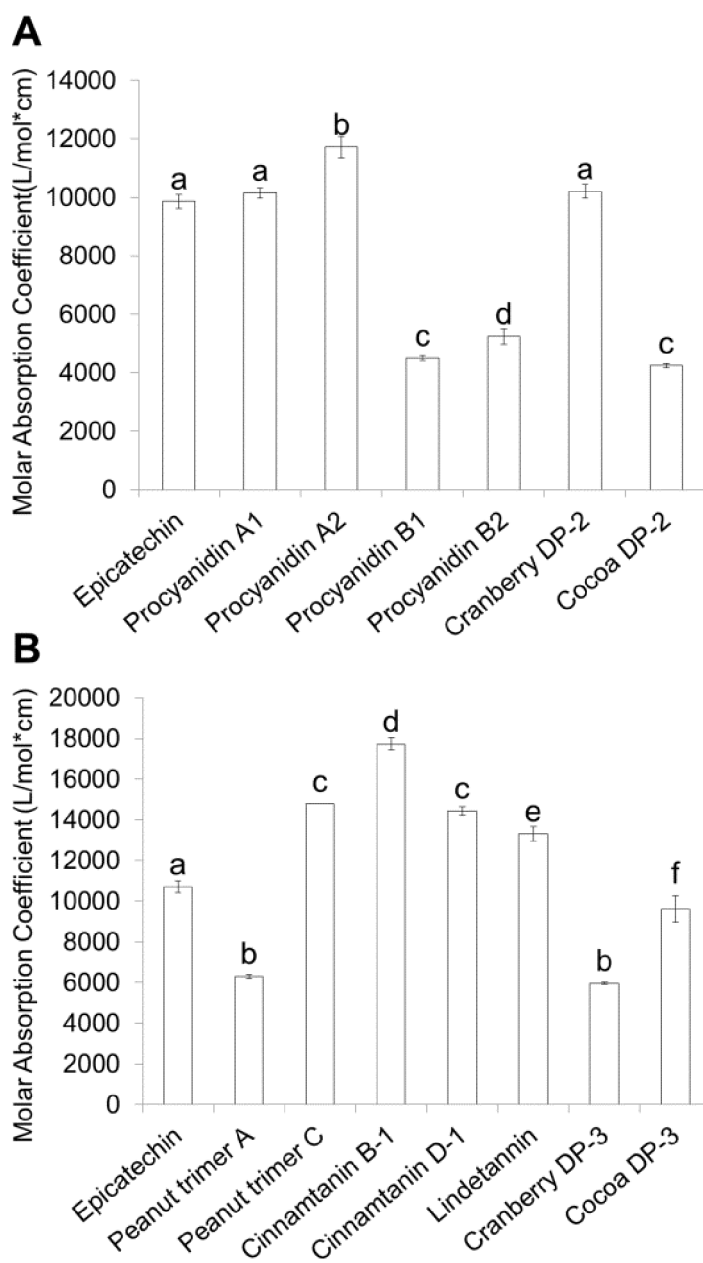 A
Molar Absorption Coefficient(L/mol*cm)
14000
12000
10000
8000
6000
4000
2000
0
a
a
b
c
d
a
c
Epicatechin
Procyanidin A1
Procyanidin A2
Procyanidin B1
Procyanidin B2
Cranberry DP-2
Cocoa DP-2
B
Molar Absorption Coefficient (L/mol*cm)
20000
18000
16000
14000
12000
10000
8000
6000
4000
2000
0
a
b
c
d
c
e
b
f
Epicatechin
Peanut trimer A
Peanut trimer C
Cinnamtanin B-1
Cinnamtanin D-1
Lindetannin
Cranberry DP-3
Cocoa DP-3